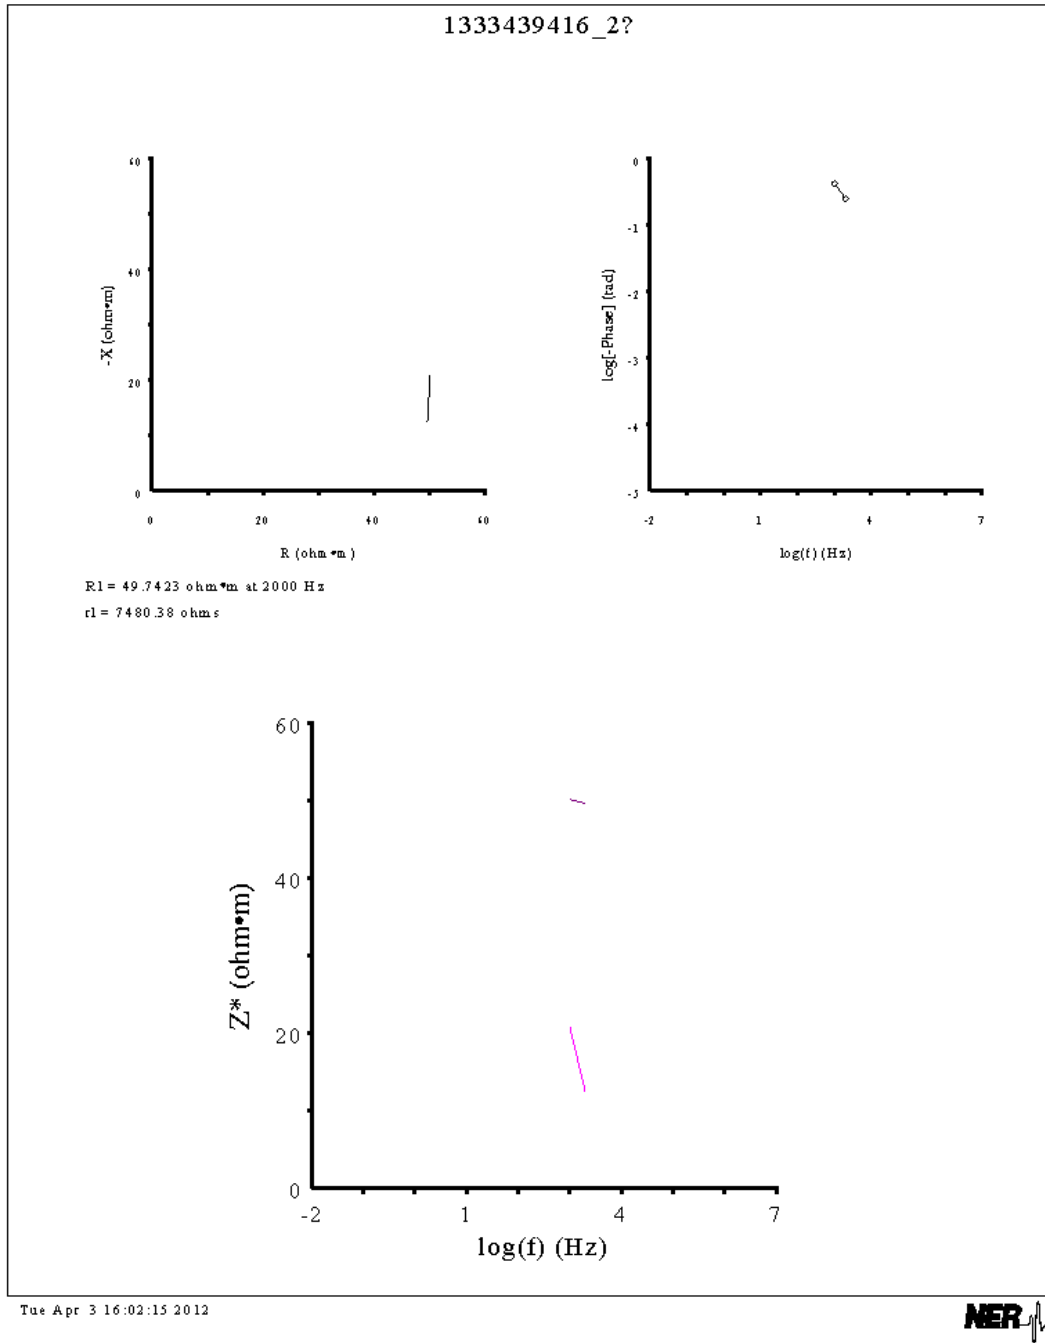 1333439416_2?
60
40
20
0
-X (ohm•m)
0 20 40 60
R (ohm•m)
0
-1
-2
-3
-4
-5
log[-Phase] (rad)
-2 1 4 7
log(f) (Hz)
R1 = 49.7423 ohm•m at 2000 Hz
r1 = 7480.38 ohms
60
40
20
0
Z* (ohm•m)
-2 1 4 7
log(f) (Hz)
Tue Apr 3 16:02:15 2012
NER